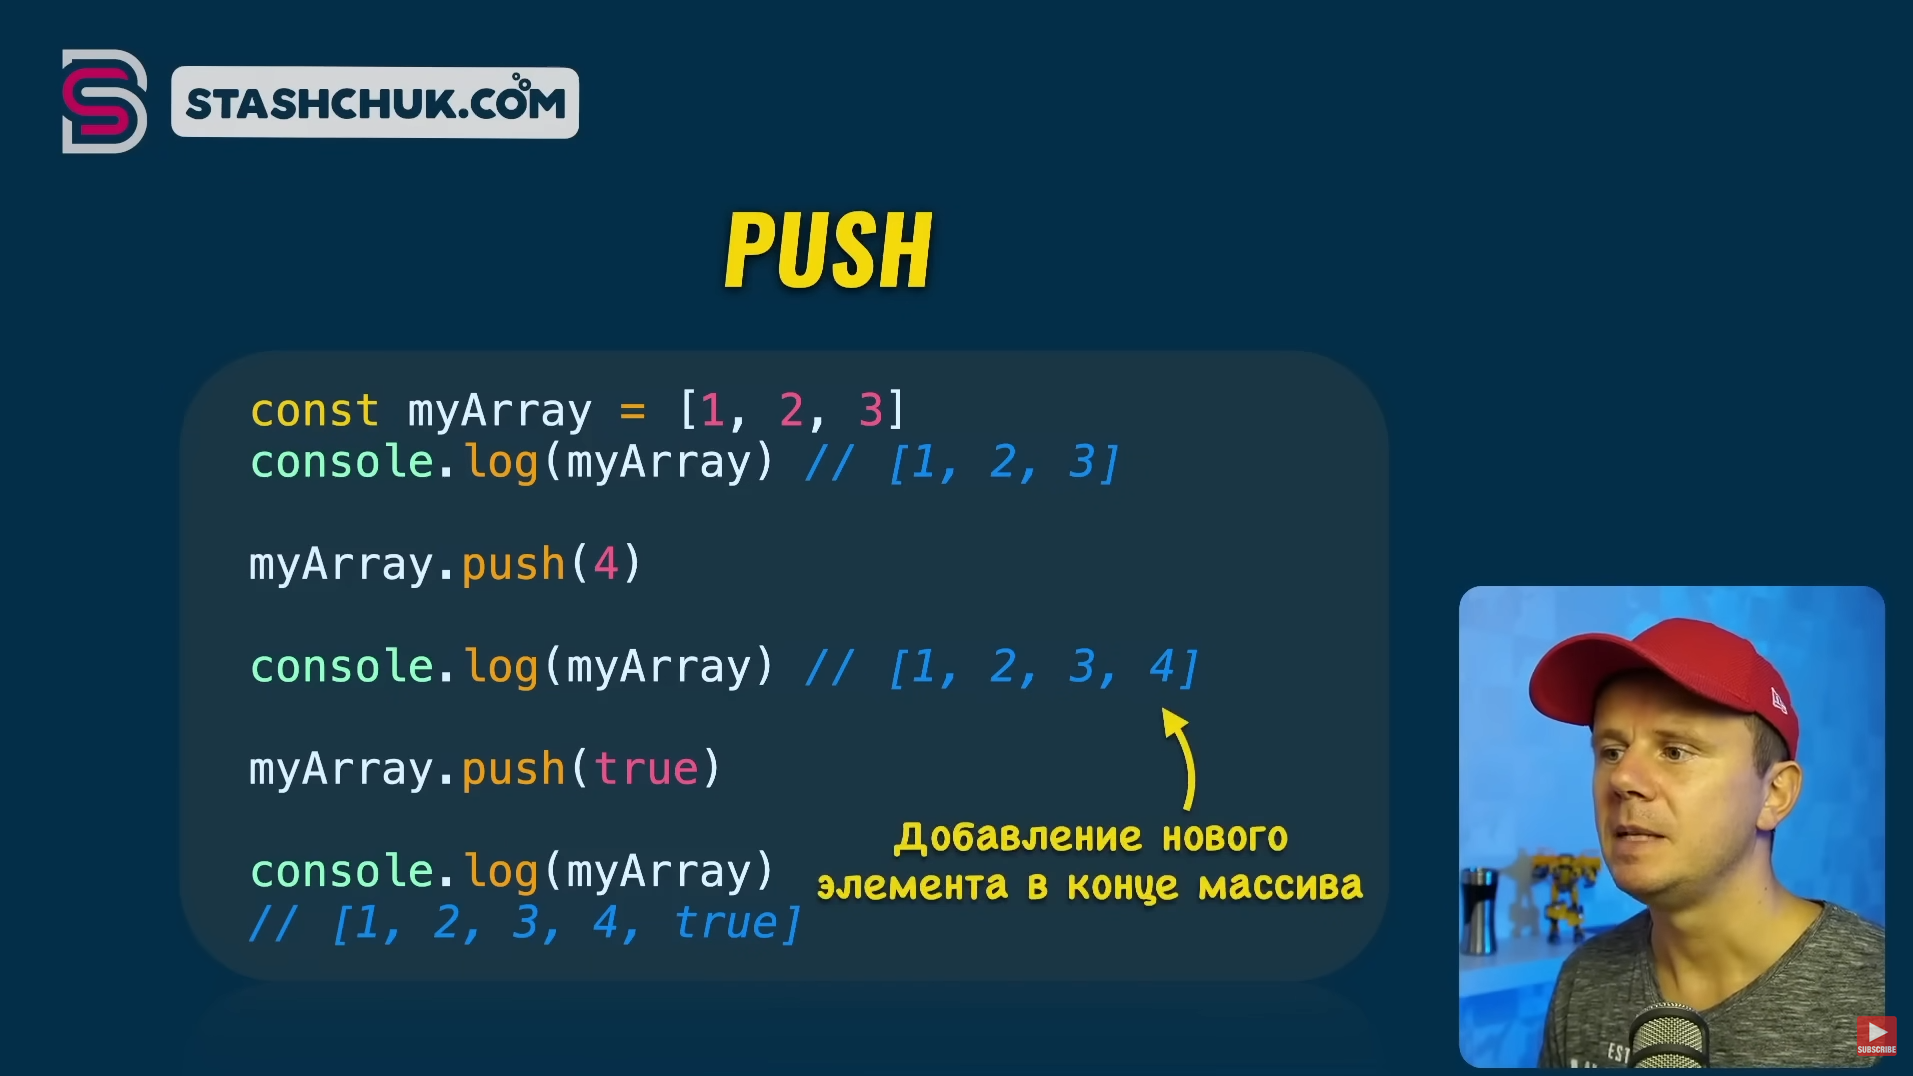 STASHCHUK.COM
PUSH
const myArray = [1, 2, 3]
console.log(myArray) // [1, 2, 3]
myArray.push(4)
console.log(myArray) // [1, 2, 3, 4]
myArray.push(true)
Добавление нового
элемента в конце массива
console.log(myArray)
// [1, 2, 3, 4, true]
EST
SUBSCRIBE